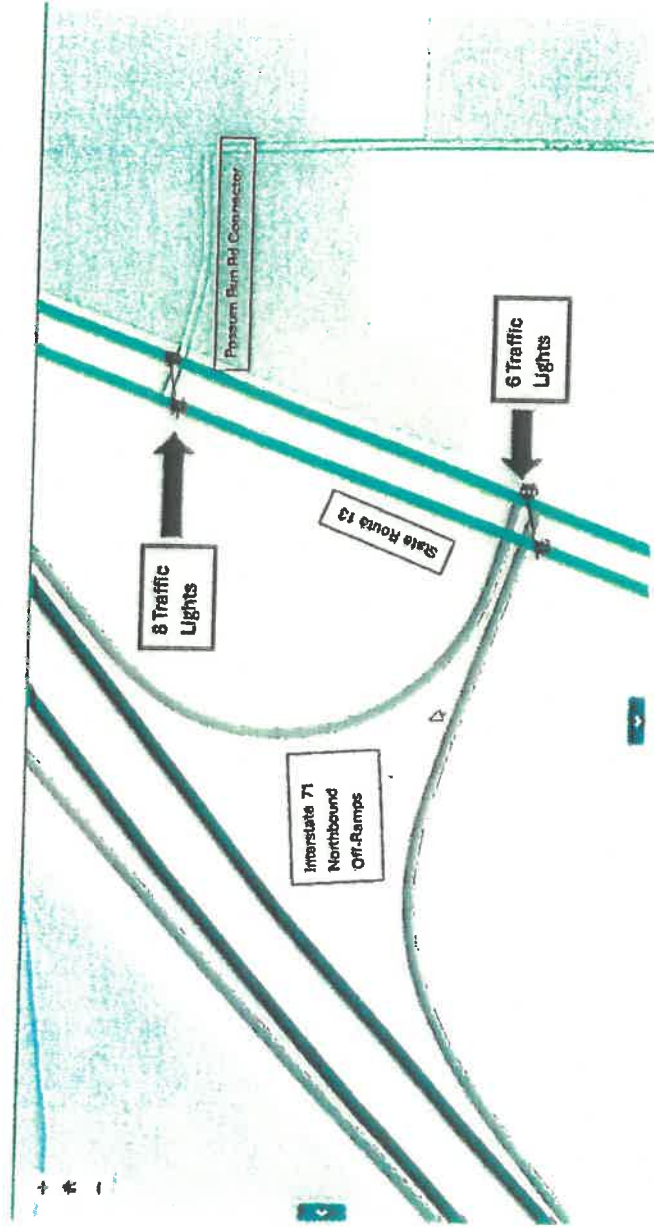 Possum Run Rd Connector
8 Traffic
Lights
6 Traffic
Lights
State Route 13
Interstate 71
Northbound
Off-Ramps